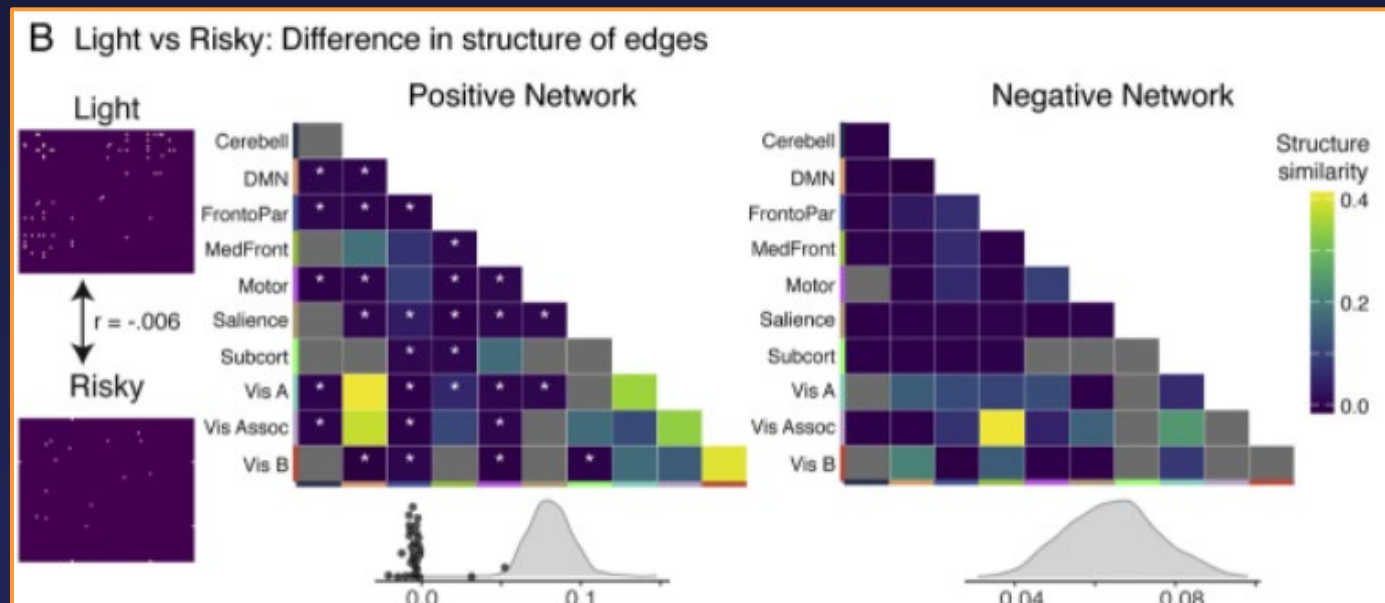 B Light vs Risky: Difference in structure of edges
Light
r = -.006
Risky
Positive Network
Cerebell
DMN
FrontoPar
MedFront
Motor
Salience
Subcort
Vis A
Vis Assoc
Vis B
* *
* * *
*
* * * *
* * * * *
* *
* * * * *
* * *
* * * *
0.0 0.1
Negative Network
Cerebell
DMN
FrontoPar
MedFront
Motor
Salience
Subcort
Vis A
Vis Assoc
Vis B
0.04 0.08
Structure
similarity
0.4
0.2
0.0